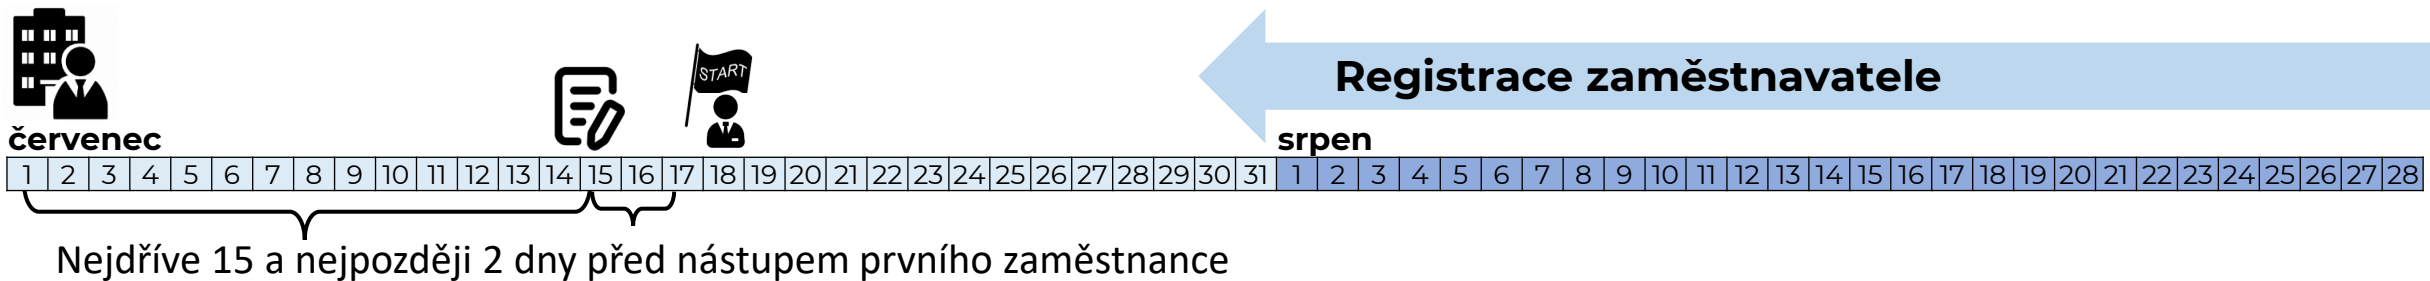 START
Registrace zaměstnavatele
červenec
srpen
1 2 3 4 5 6 7 8 9 10 11 12 13 14 15 16 17 18 19 20 21 22 23 24 25 26 27 28 29 30 31 1 2 3 4 5 6 7 8 9 10 11 12 13 14 15 16 17 18 19 20 21 22 23 24 25 26 27 28
Nejdříve 15 a nejpozději 2 dny před nástupem prvního zaměstnance